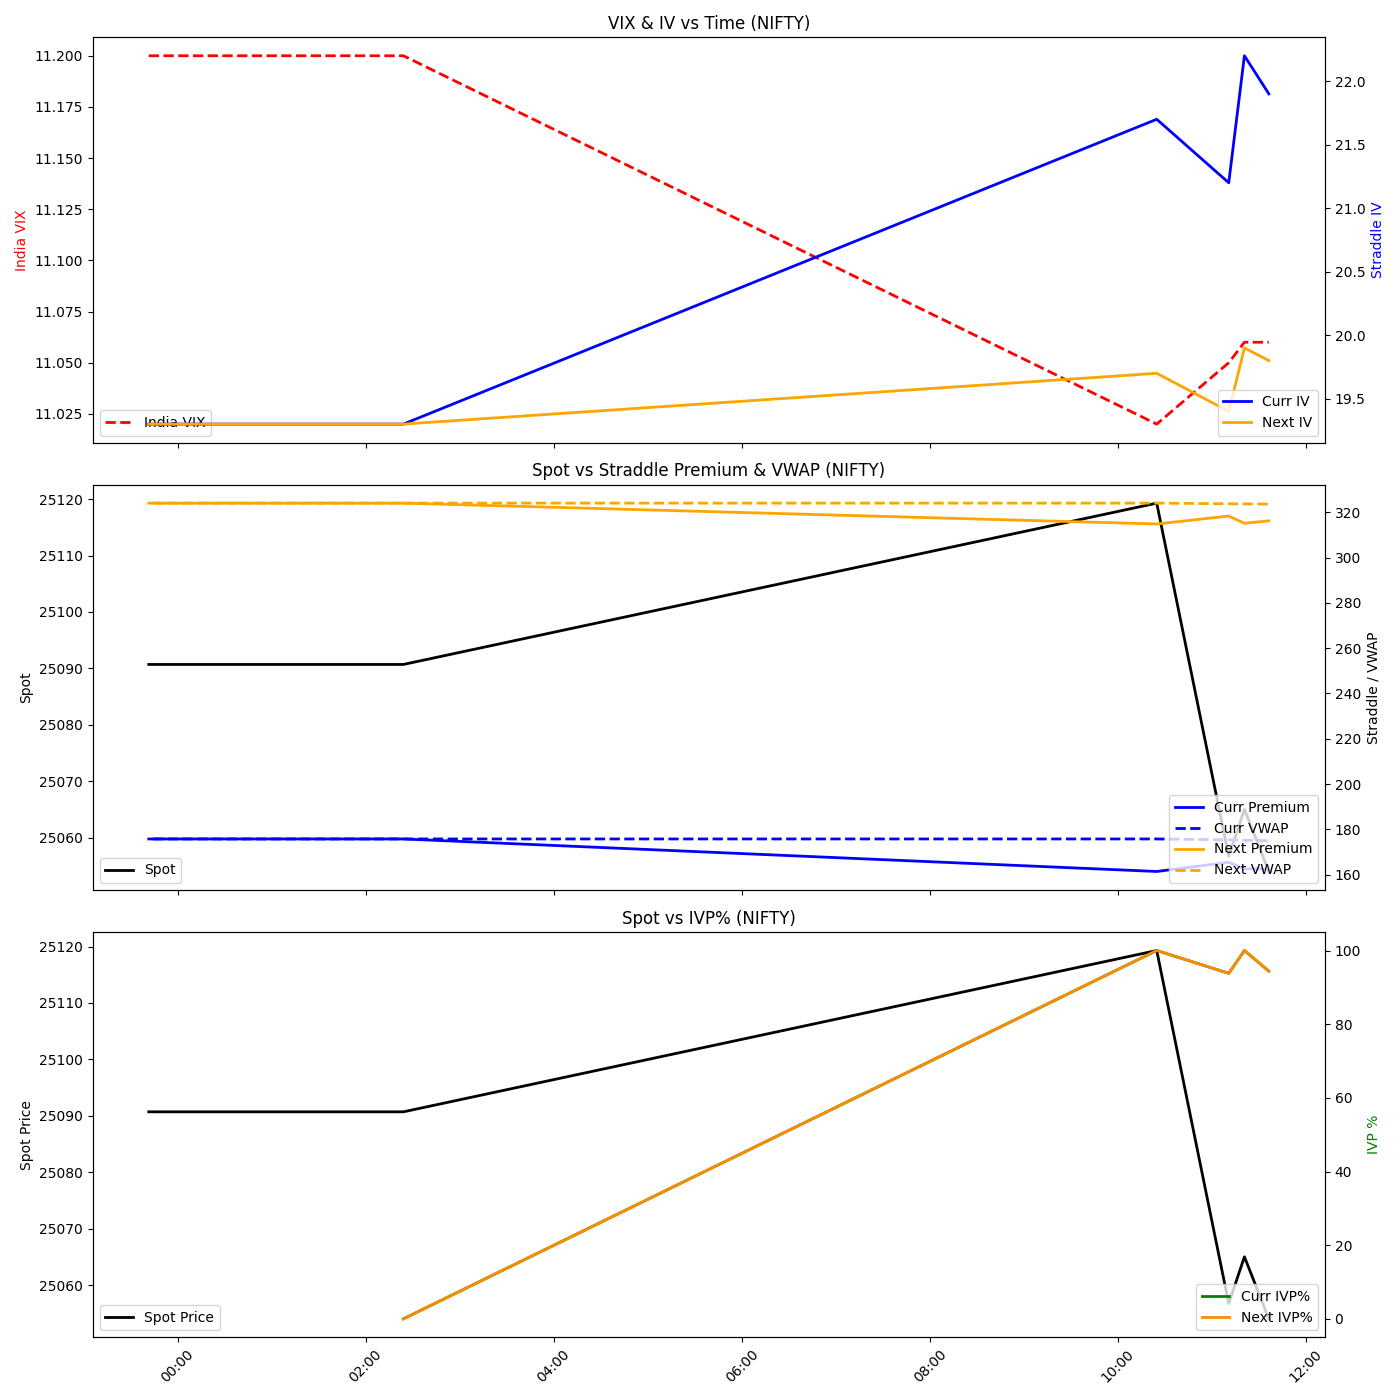 VIX & IV vs Time (NIFTY)
11.200
11.175
11.150
11.125
11.100
11.075
11.050
11.025
India VIX
22.0
21.5
21.0
20.5
20.0
19.5
Straddle IV
India VIX
Curr IV
Next IV
Spot vs Straddle Premium & VWAP (NIFTY)
25120
25110
25100
25090
25080
25070
25060
Spot
320
300
280
260
240
220
200
180
160
Straddle / VWAP
Spot
Curr Premium
Curr VWAP
Next Premium
Next VWAP
Spot vs IVP% (NIFTY)
25120
25110
25100
25090
25080
25070
25060
Spot Price
100
80
60
40
20
0
IVP %
Spot Price
Curr IVP%
Next IVP%
00:00
02:00
04:00
06:00
08:00
10:00
12:00